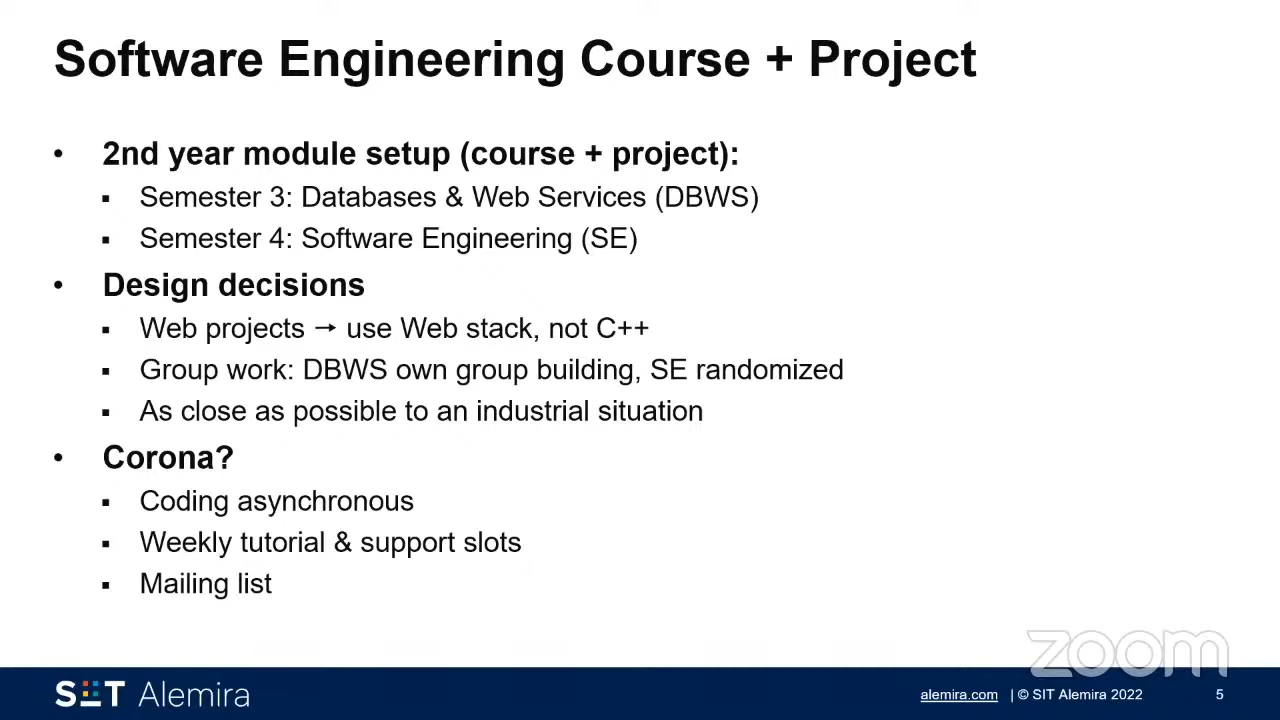 Software Engineering Course + Project
• 2nd year module setup (course + project):
▪ Semester 3: Databases & Web Services (DBWS)
▪ Semester 4: Software Engineering (SE)
• Design decisions
▪ Web projects → use Web stack, not C++
▪ Group work: DBWS own group building, SE randomized
▪ As close as possible to an industrial situation
• Corona?
▪ Coding asynchronous
▪ Weekly tutorial & support slots
▪ Mailing list
zoom
SIT Alemira
alemira.com | © SIT Alemira 2022 5